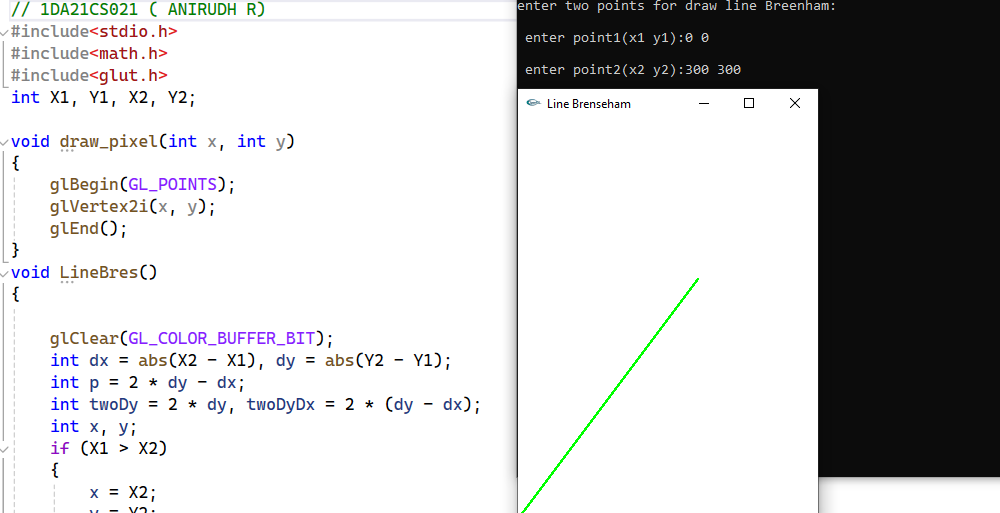 // 1DA21CS021 ( ANIRUDH R)
#include<stdio.h>
#include<math.h>
#include<glut.h>
int X1, Y1, X2, Y2;
void draw_pixel(int x, int y)
{
glBegin(GL_POINTS);
glVertex2i(x, y);
glEnd();
}
void LineBres()
{
glClear(GL_COLOR_BUFFER_BIT);
int dx = abs(X2 - X1), dy = abs(Y2 - Y1);
int p = 2 * dy - dx;
int twoDy = 2 * dy, twoDyDx = 2 * (dy - dx);
int x, y;
if (X1 > X2)
{
x = X2;
y = Y2;
enter two points for draw line Breenham:
enter point1(x1 y1):0 0
enter point2(x2 y2):300 300
Line Brenseham